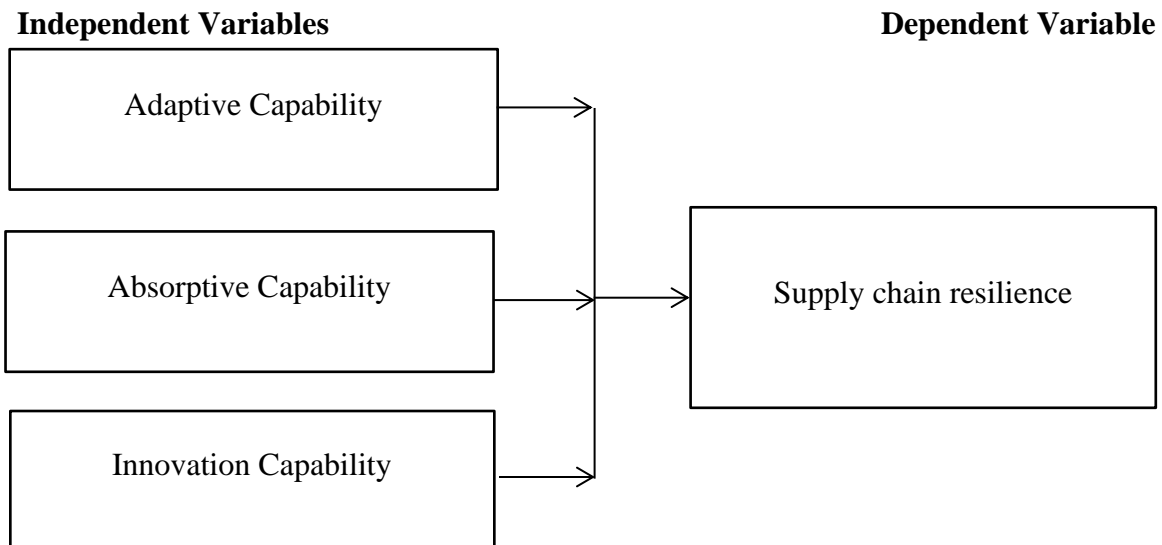 Independent Variables
Dependent Variable
Adaptive Capability
Absorptive Capability
Supply chain resilience
Innovation Capability